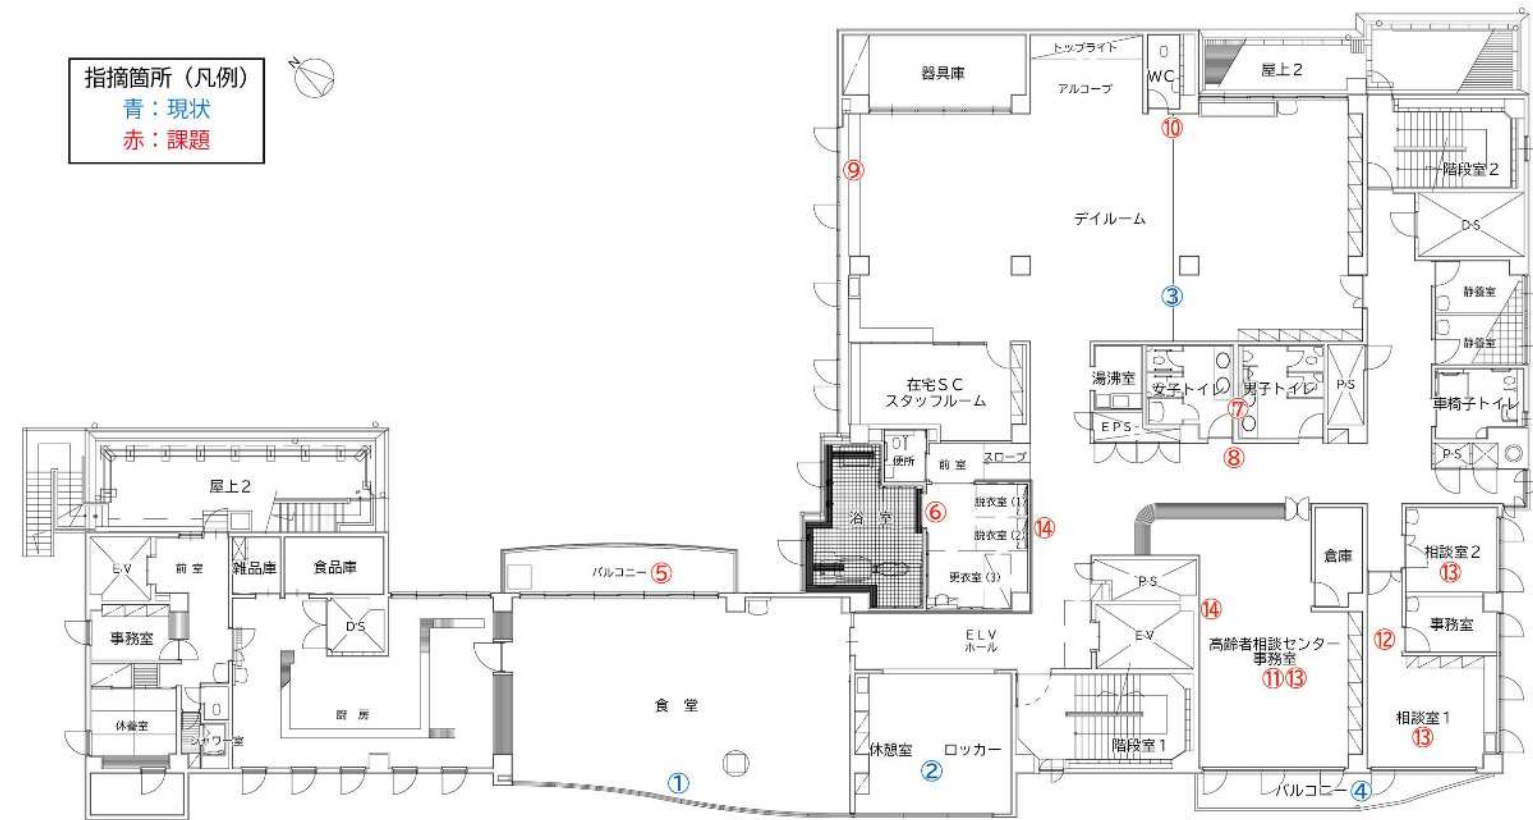 指摘箇所（凡例）
青：現状
赤：課題
N
器具庫
トップライト
アルコーブ
WC
屋上2
⑩
階段室2
⑨
デイルーム
DS
③
静養室
静養室
在宅SC
スタッフルーム
湯沸室
女子トイレ
男子トイレ
PS
車椅子トイレ
⑦
EPS
⑧
PS
便所
前室
スロープ
屋上2
浴室
⑥
脱衣室(1)
脱衣室(2)
⑭
更衣室(3)
倉庫
相談室2
⑬
EV
前室
雑品庫
食品庫
バルコニー ⑤
PS
⑭
事務室
DS
ELV
ホール
EV
高齢者相談センター
事務室
⑪⑬
⑫
事務室
休養室
シャワー室
厨房
食堂
休憩室
ロッカー
②
階段室1
相談室1
⑬
①
バルコニー ④